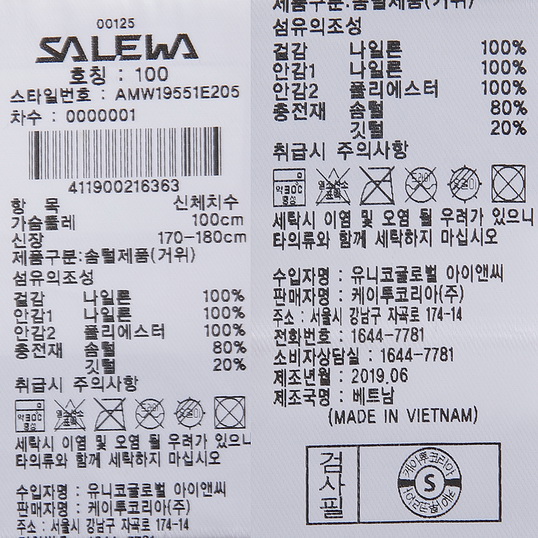 00125
SALEWA
호칭 : 100
스타일번호 : AMW19551E205
차수 : 0000001
411900216363
항 목 신체치수
가슴둘레 100cm
신장 170-180cm
제품구분:솜털제품(거위)
섬유의조성
겉감 나일론 100%
안감1 나일론 100%
안감2 폴리에스터 100%
충전재 솜털 80%
깃털 20%
취급시 주의사항
세탁시 이염 및 오염 될 우려가 있으니
타의류와 함께 세탁하지 마십시오
수입자명 : 유니코글로벌 아이앤씨
판매자명 : 케이투코리아(주)
주소 : 서울시 강남구 자곡로 174-14
제품구분:솜털제품(거위)
섬유의조성
겉감 나일론 100%
안감1 나일론 100%
안감2 폴리에스터 100%
충전재 솜털 80%
깃털 20%
취급시 주의사항
세탁시 이염 및 오염 될 우려가 있으니
타의류와 함께 세탁하지 마십시오
수입자명 : 유니코글로벌 아이앤씨
판매자명 : 케이투코리아(주)
주소 : 서울시 강남구 자곡로 174-14
전화번호 : 1644-7781
소비자상담실 : 1644-7781
제조년월 : 2019.06
제조국명 : 베트남
(MADE IN VIETNAM)
검사필
케이투코리아
S